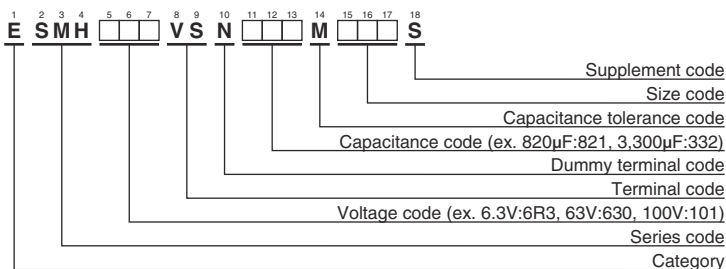 1 2 3 4 5 6 7 8 9 10 11 12 13 14 15 16 17 18
E SMH VS N M S
Supplement code
Size code
Capacitance tolerance code
Capacitance code (ex. 820µF:821, 3,300µF:332)
Dummy terminal code
Terminal code
Voltage code (ex. 6.3V:6R3, 63V:630, 100V:101)
Series code
Category